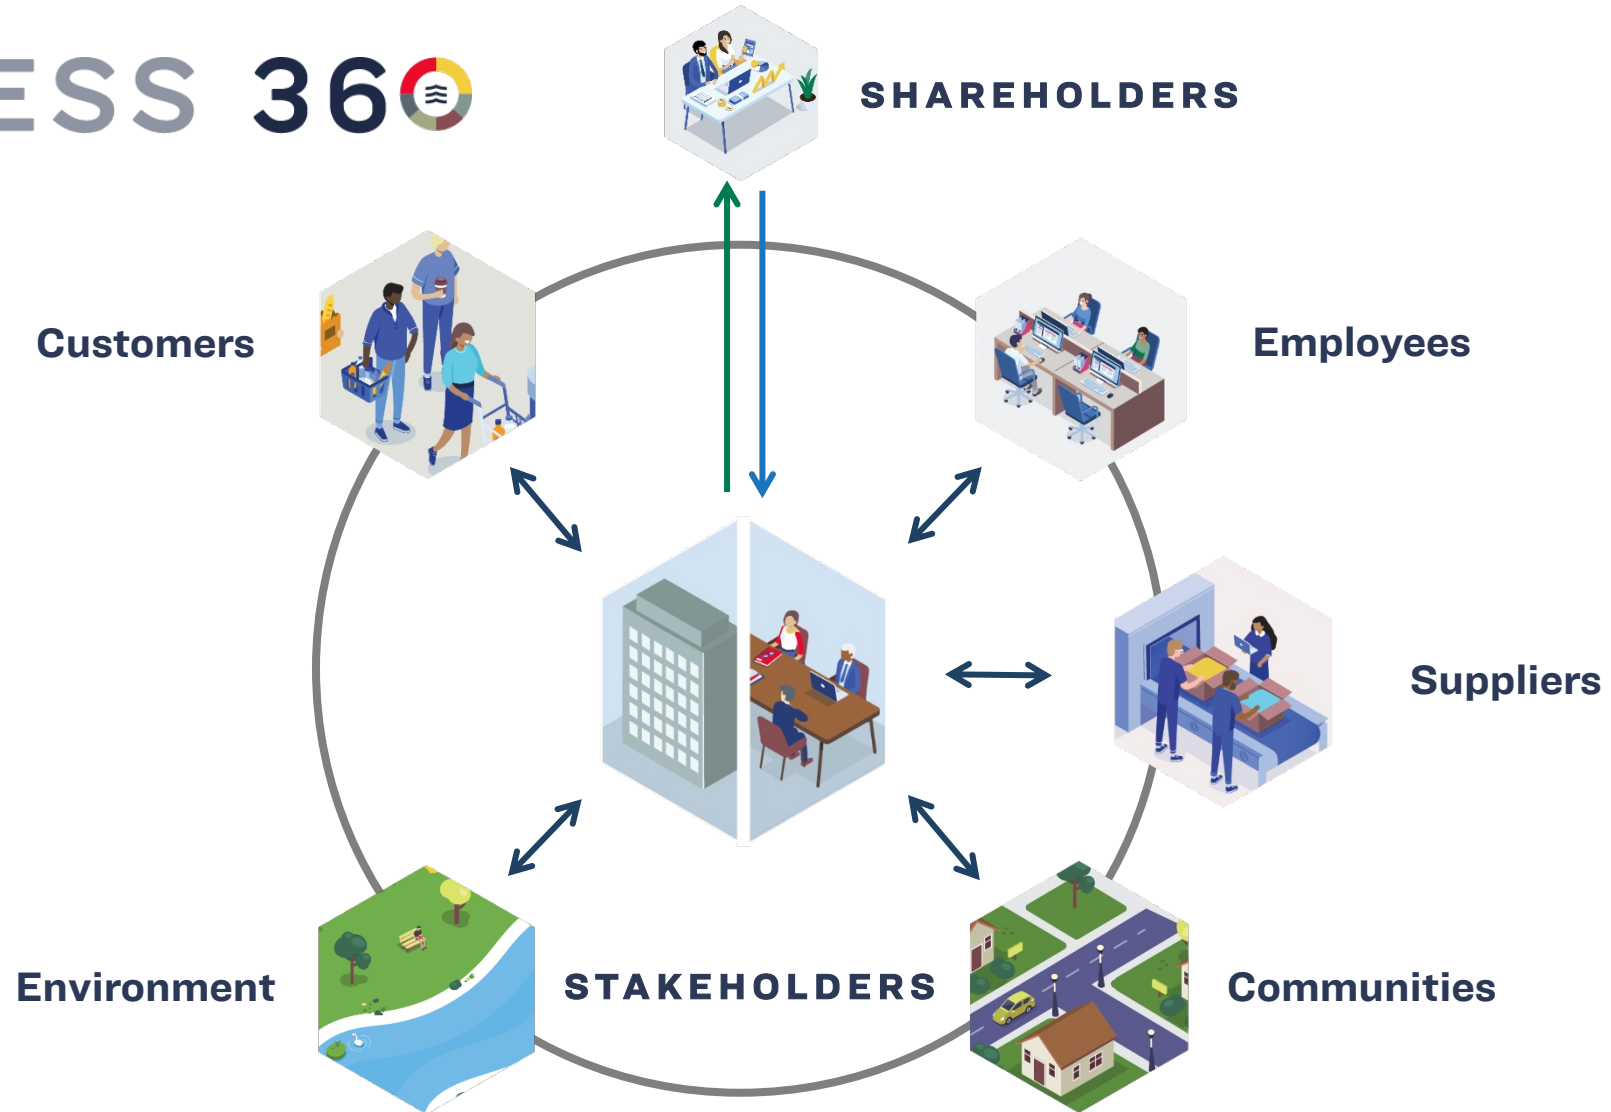 ESS 360
SHAREHOLDERS
Customers
Employees
Suppliers
Environment
STAKEHOLDERS
Communities